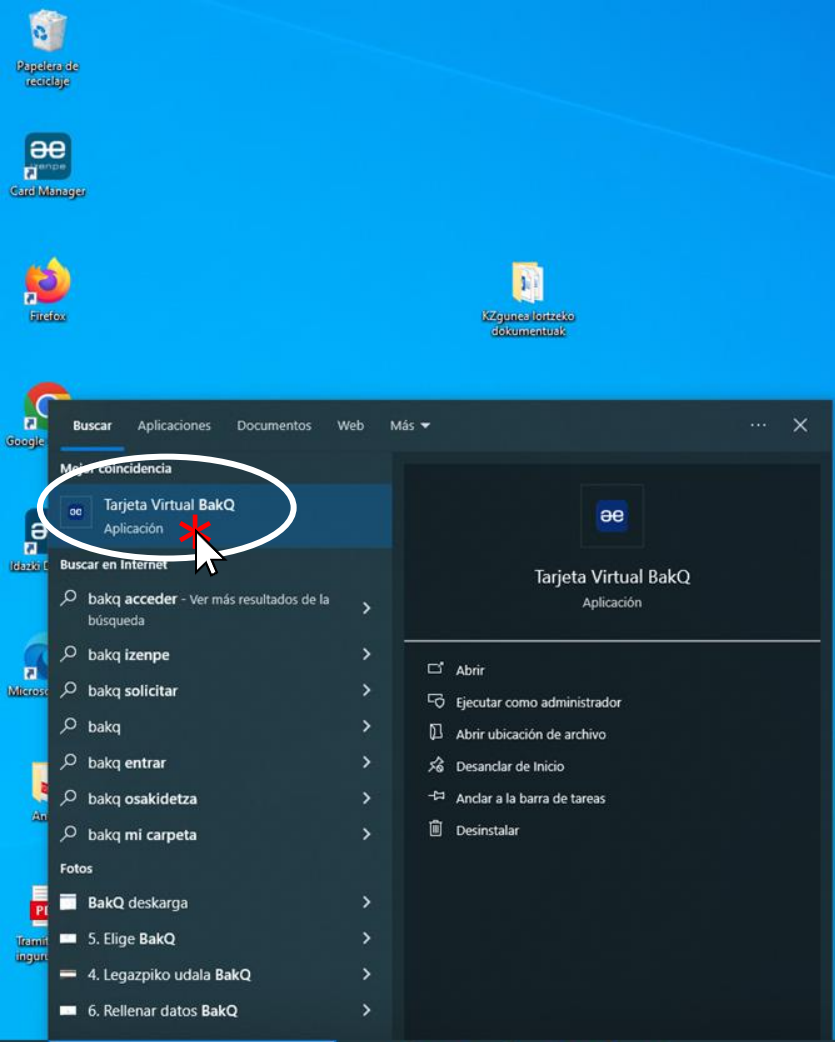 Papelera de
reciclaje
əe
izenpe
Card Manager
Firefox
KZgunea lortzeko
dokumentuak
Google
Idazki
Buscar Aplicaciones Documentos Web Más
Mejor coincidencia
Tarjeta Virtual BakQ
Aplicación
Buscar en Internet
bakq acceder - Ver más resultados de la
búsqueda
bakq izenpe
bakq solicitar
bakq
bakq entrar
bakq osakidetza
bakq mi carpeta
Fotos
BakQ deskarga
5. Elige BakQ
4. Legazpiko udala BakQ
6. Rellenar datos BakQ
əe
Tarjeta Virtual BakQ
Aplicación
Abrir
Ejecutar como administrador
Abrir ubicación de archivo
Desanclar de Inicio
Anclar a la barra de tareas
Desinstalar